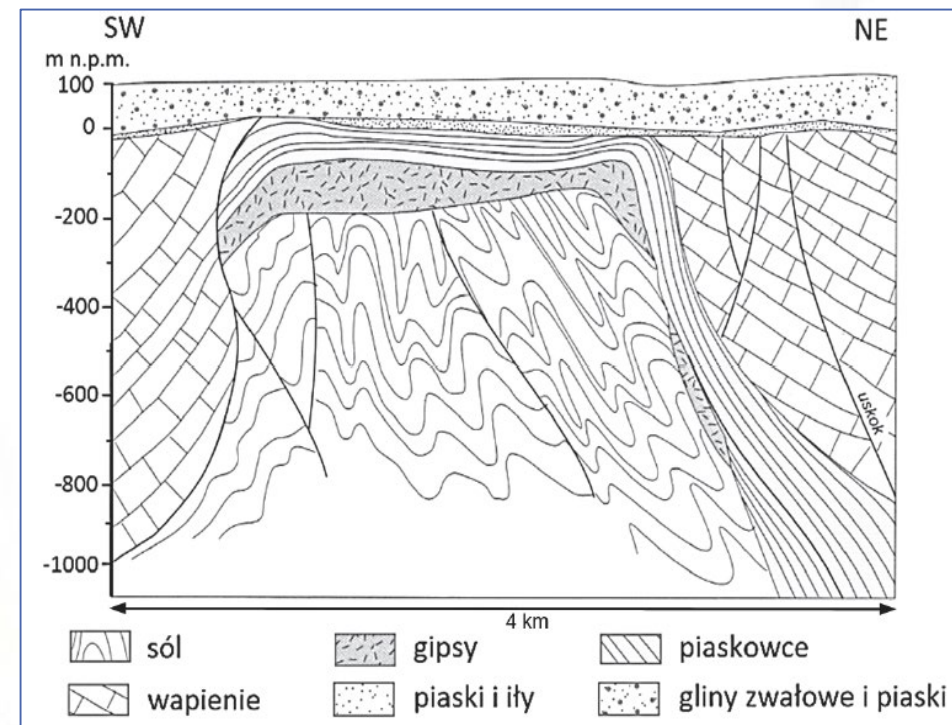 SW NE
m n.p.m.
100
0
-200
-400
-600
-800
-1000
uskok
4 km
sól gipsy piaskowce
wapienie piaski i iły gliny zwałowe i piaski